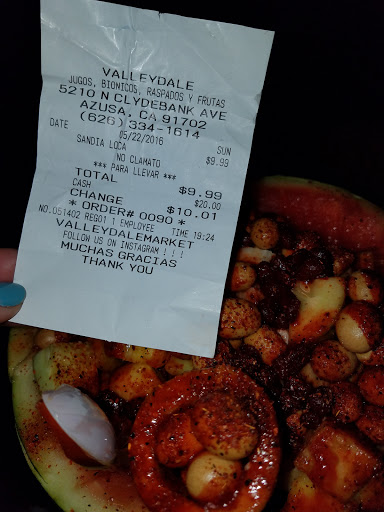 VALLEYDALE
JUGOS, BIONICOS, RASPADOS Y FRUTAS
5210 N CLYDEBANK AVE
AZUSA, CA 91702
(626) 334-1614
DATE 05/22/2016 SUN
SANDIA LOCA $9.99
NO CLAMATO
*** PARA LLEVAR ***
TOTAL $9.99
CASH $20.00
CHANGE $10.01
* ORDER# 0090 *
NO.051402 REG01 1 EMPLOYEE TIME 19:24
VALLEYDALEMARKET
FOLLOW US ON INSTAGRAM ! ! !
MUCHAS GRACIAS
THANK YOU